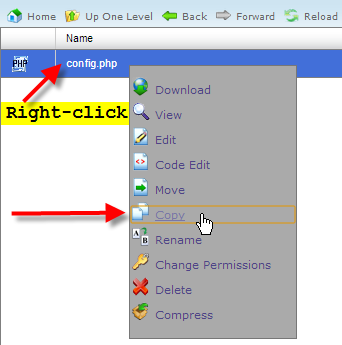 Home Up One Level Back Forward Reload
Name
PHP config.php
Right-click
Download
View
Edit
Code Edit
Move
Copy
Rename
Change Permissions
Delete
Compress